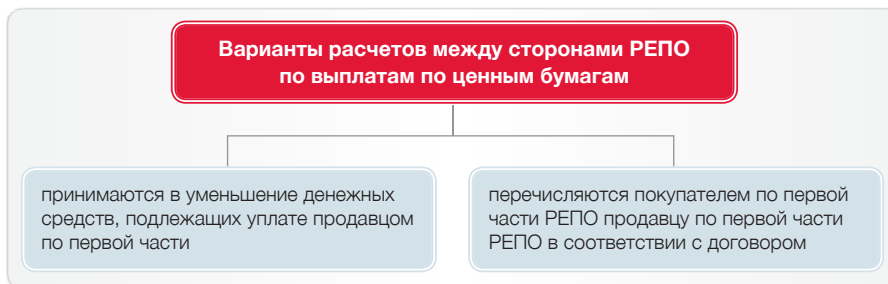 Варианты расчетов между сторонами РЕПО
по выплатам по ценным бумагам
принимаются в уменьшение денежных
средств, подлежащих уплате продавцом
по первой части
перечисляются покупателем по первой
части РЕПО продавцу по первой части
РЕПО в соответствии с договором